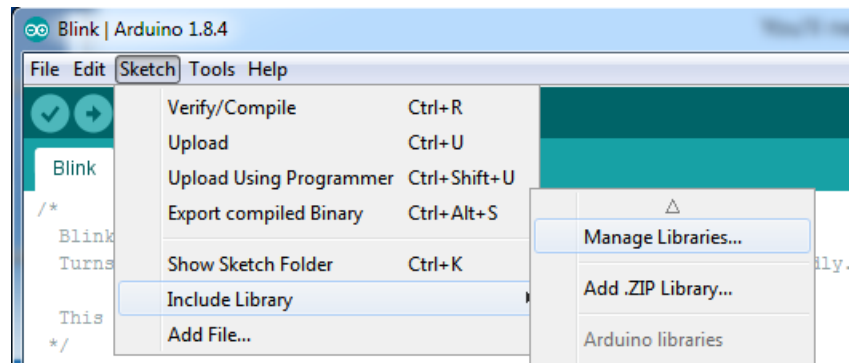 Blink | Arduino 1.8.4
File Edit Sketch Tools Help
Verify/Compile Ctrl+R
Upload Ctrl+U
Upload Using Programmer Ctrl+Shift+U
Export compiled Binary Ctrl+Alt+S
Show Sketch Folder Ctrl+K
Include Library
Add File...
Manage Libraries...
Add .ZIP Library...
Arduino libraries
Blink
/*
Blink
Turns
dly.
This
*/